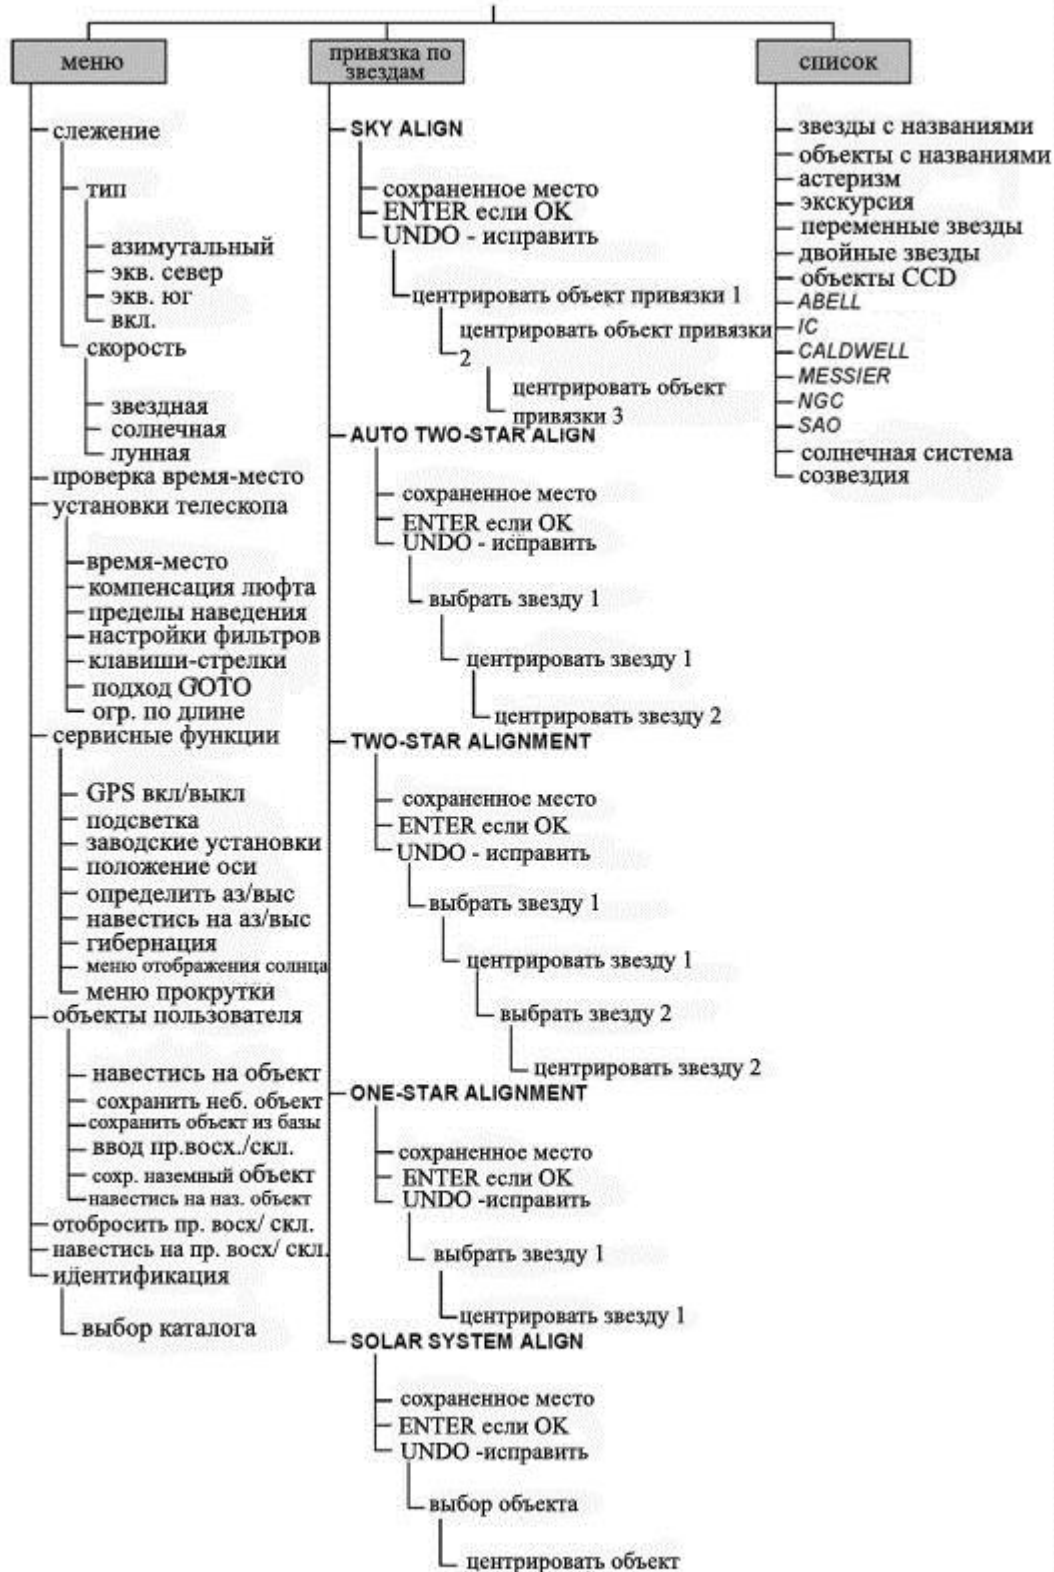 меню
слежение
тип
азимутальный
экв. север
экв. юг
вкл.
скорость
звездная
солнечная
лунная
проверка время-место
установки телескопа
время-место
компенсация люфта
пределы наведения
настройки фильтров
клавиши-стрелки
подход GOTO
огр. по длине
сервисные функции
GPS вкл/выкл
подсветка
заводские установки
положение оси
определить аз/выс
навестись на аз/выс
гибернация
меню отображения солнца
меню прокрутки
объекты пользователя
навестись на объект
сохранить неб. объект
сохранить объект из базы
ввод пр.восх./скл.
сохр. наземный объект
навестись на наз. объект
отобросить пр. восх/ скл.
навестись на пр. восх/ скл.
идентификация
выбор каталога
привязка по
звездам
SKY ALIGN
сохраненное место
ENTER если OK
UNDO - исправить
центрировать объект привязки 1
центрировать объект привязки
2
центрировать объект
привязки 3
AUTO TWO-STAR ALIGN
сохраненное место
ENTER если OK
UNDO - исправить
выбрать звезду 1
центрировать звезду 1
центрировать звезду 2
TWO-STAR ALIGNMENT
сохраненное место
ENTER если OK
UNDO - исправить
выбрать звезду 1
центрировать звезду 1
выбрать звезду 2
центрировать звезду 2
ONE-STAR ALIGNMENT
сохраненное место
ENTER если OK
UNDO -исправить
выбрать звезду 1
центрировать звезду 1
SOLAR SYSTEM ALIGN
сохраненное место
ENTER если OK
UNDO -исправить
выбор объекта
центрировать объект
список
звезды с названиями
объекты с названиями
астеризм
экскурсия
переменные звезды
двойные звезды
объекты CCD
ABELL
IC
CALDWELL
MESSIER
NGC
SAO
солнечная система
созвездия